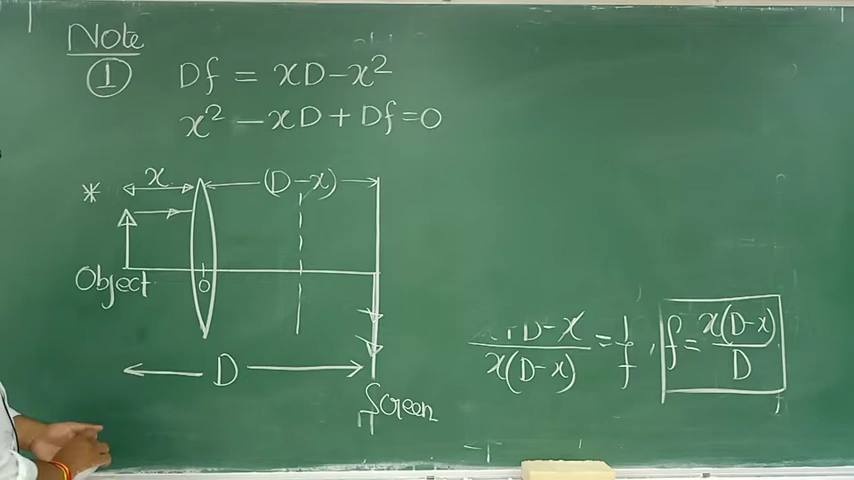 Note
① Df = xD-x²
x² - xD + Df = 0
* x (D-x)
Object
O
D
Screen
D-x / x(D-x) = 1/f , f = x(D-x)/D